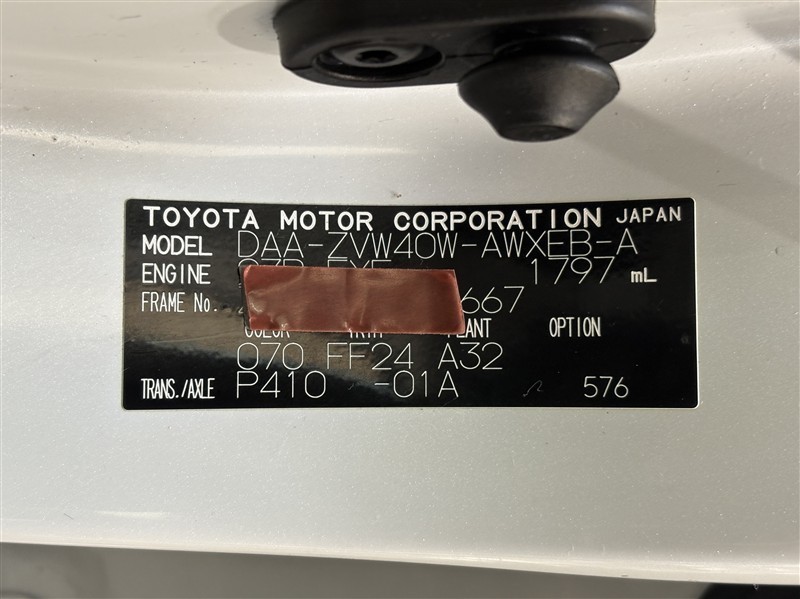 TOYOTA MOTOR CORPORATION JAPAN
MODEL DAA-ZVW40W-AWXEB-A
ENGINE 1797 mL
FRAME No. 667
COLOR TRIM PLANT OPTION
070 FF24 A32
TRANS./AXLE P410 -01A 576